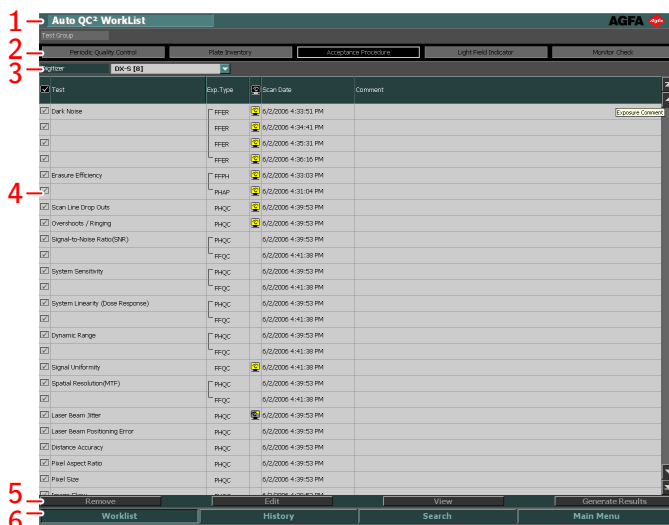 1 Auto QC² WorkList AGFA Agfa
Test Group
2 Periodic Quality Control Plate Inventory Acceptance Procedure Light Field Indicator Monitor Check
3 Digitizer DX-S [8]
Test Exp.Type Scan Date Comment
Dark Noise FFER 6/2/2006 4:33:51 PM Exposure Comment
FFER 6/2/2006 4:34:41 PM
FFER 6/2/2006 4:35:31 PM
FFER 6/2/2006 4:36:16 PM
Erasure Efficiency FFPH 6/2/2006 4:33:03 PM
4 PHAP 6/2/2006 4:31:04 PM
Scan Line Drop Outs PHQC 6/2/2006 4:39:53 PM
Overshoots / Ringing PHQC 6/2/2006 4:39:53 PM
Signal-to-Noise Ratio(SNR) PHQC 6/2/2006 4:39:53 PM
FFQC 6/2/2006 4:41:38 PM
System Sensitivity PHQC 6/2/2006 4:39:53 PM
FFQC 6/2/2006 4:41:38 PM
System Linearity (Dose Response) PHQC 6/2/2006 4:39:53 PM
FFQC 6/2/2006 4:41:38 PM
Dynamic Range PHQC 6/2/2006 4:39:53 PM
FFQC 6/2/2006 4:41:38 PM
Signal Uniformity FFQC 6/2/2006 4:41:38 PM
Spatial Resolution(MTF) PHQC 6/2/2006 4:39:53 PM
FFQC 6/2/2006 4:41:38 PM
Laser Beam Jitter PHQC 6/2/2006 4:39:53 PM
Laser Beam Positioning Error PHQC 6/2/2006 4:39:53 PM
Distance Accuracy PHQC 6/2/2006 4:39:53 PM
Pixel Aspect Ratio PHQC 6/2/2006 4:39:53 PM
Pixel Size PHQC 6/2/2006 4:39:53 PM
5 Remove Edit View Generate Results
6 Worklist History Search Main Menu